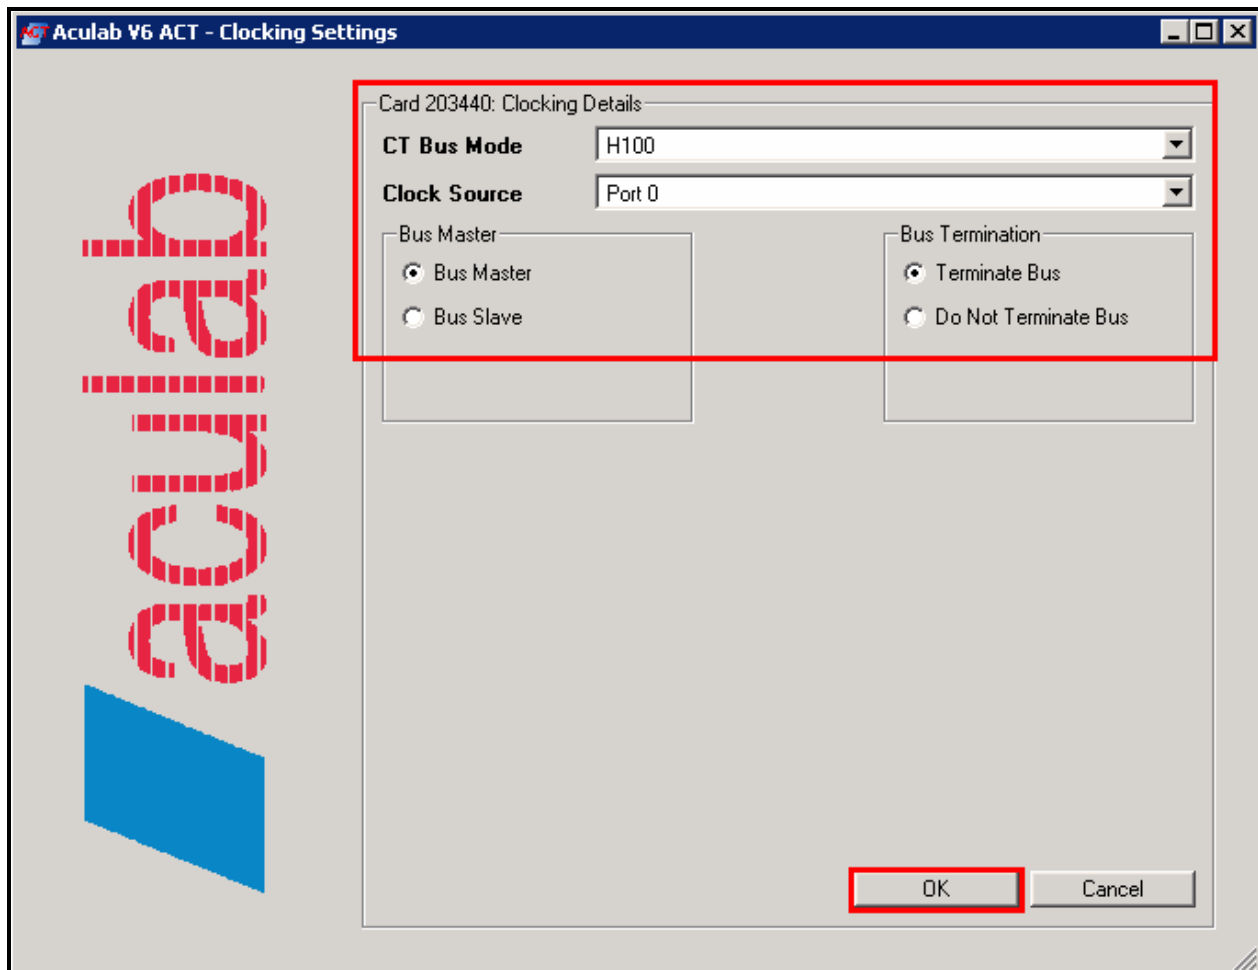 Aculab V6 ACT - Clocking Settings
aculab
Card 203440: Clocking Details
CT Bus Mode H100
Clock Source Port 0
Bus Master Bus Termination
Bus Master Terminate Bus
Bus Slave Do Not Terminate Bus
OK Cancel